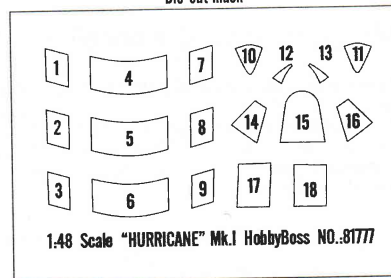 Die-cut mask
1 4 7 10 12 13 11
2 5 8 14 15 16
3 6 9 17 18
1:48 Scale "HURRICANE" Mk.I HobbyBoss NO.:81777